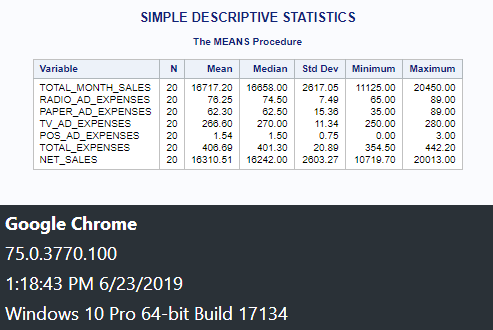 SIMPLE DESCRIPTIVE STATISTICS
The MEANS Procedure
Variable N Mean Median Std Dev Minimum Maximum
TOTAL_MONTH_SALES 20 16717.20 16658.00 2617.05 11125.00 20450.00
RADIO_AD_EXPENSES 20 76.25 74.50 7.49 65.00 89.00
PAPER_AD_EXPENSES 20 62.30 62.50 15.36 35.00 89.00
TV_AD_EXPENSES 20 266.60 270.00 11.34 250.00 280.00
POS_AD_EXPENSES 20 1.54 1.50 0.75 0.00 3.00
TOTAL_EXPENSES 20 406.69 401.30 20.89 354.50 442.20
NET_SALES 20 16310.51 16242.00 2603.27 10719.70 20013.00
Google Chrome
75.0.3770.100
1:18:43 PM 6/23/2019
Windows 10 Pro 64-bit Build 17134